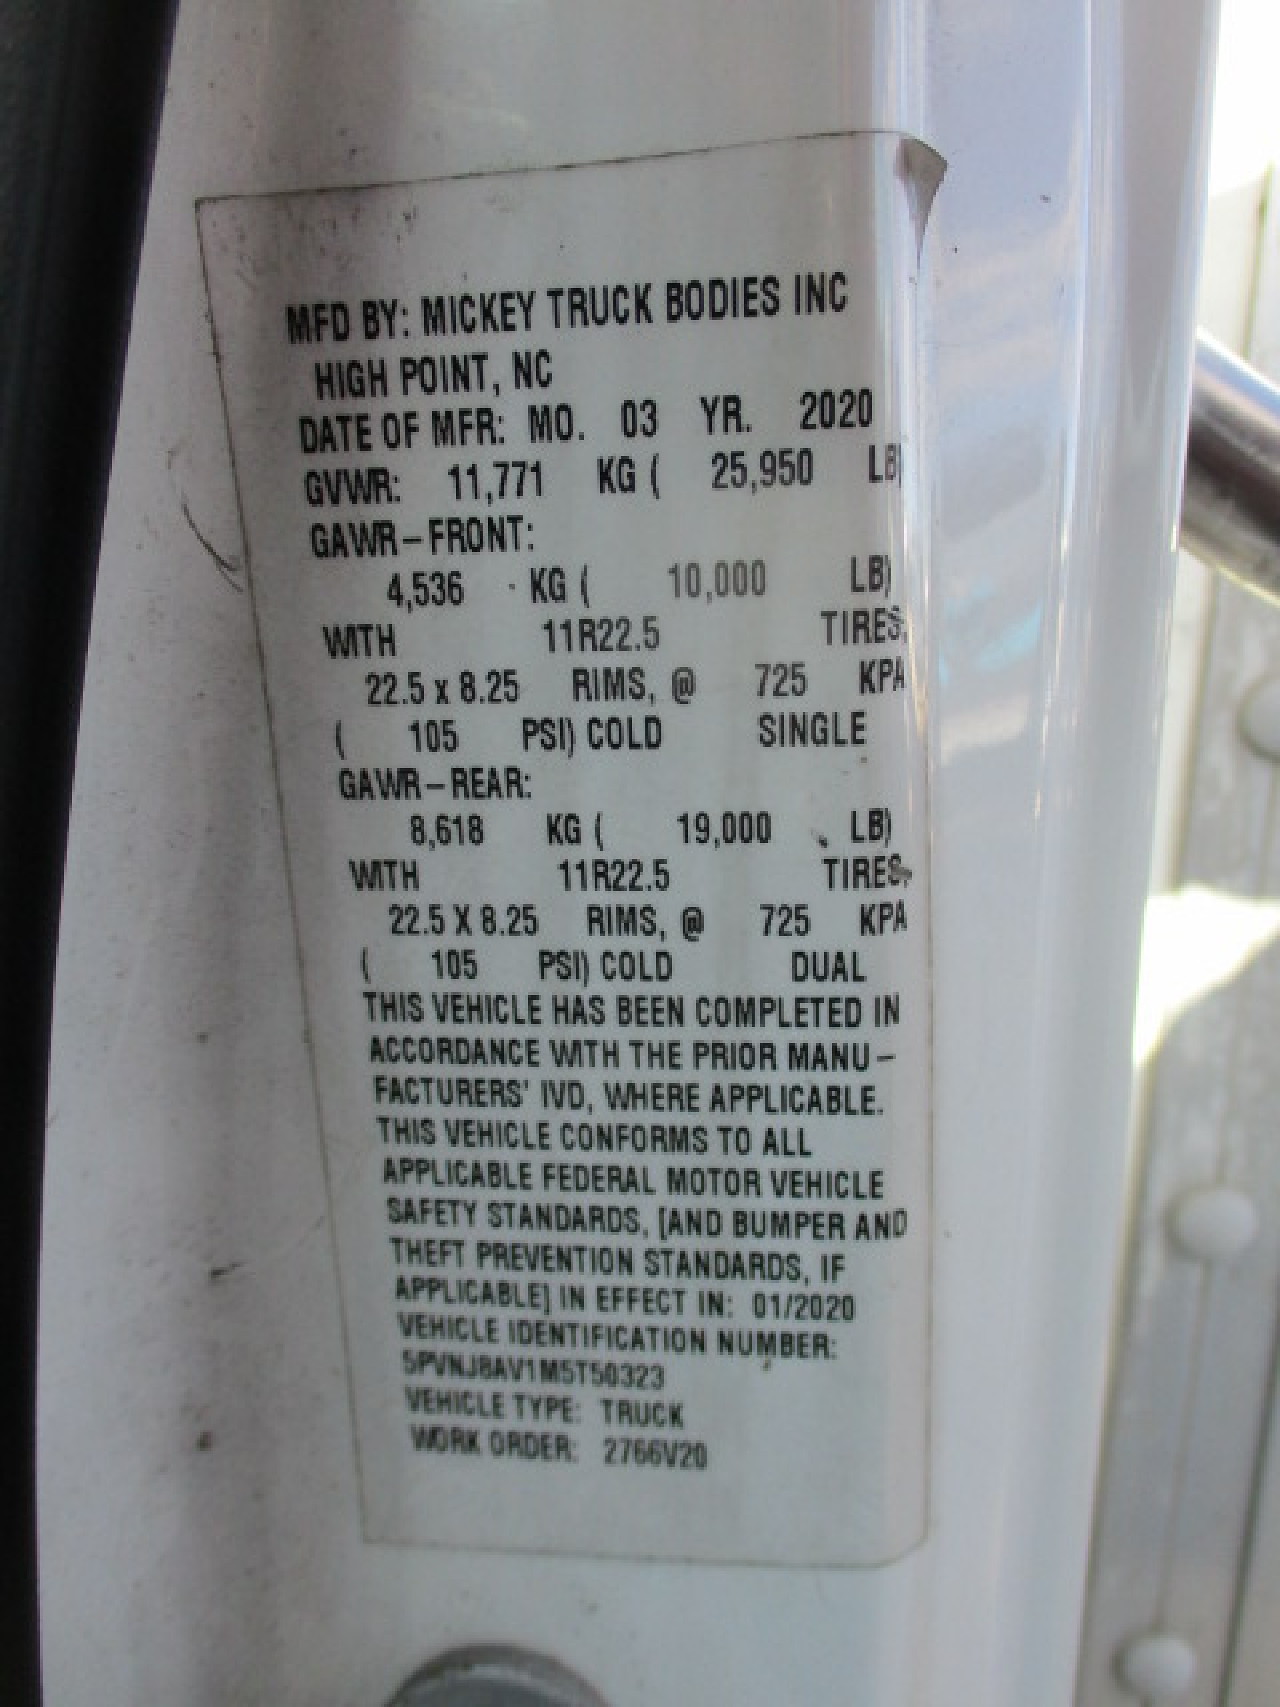 MFD BY: MICKEY TRUCK BODIES INC
HIGH POINT, NC
DATE OF MFR: MO. 03 YR. 2020
GVWR: 11,771 KG ( 25,950 LB)
GAWR-FRONT:
4,536 KG ( 10,000 LB)
WITH 11R22.5 TIRES,
22.5 x 8.25 RIMS, @ 725 KPA
( 105 PSI) COLD SINGLE
GAWR-REAR:
8,618 KG ( 19,000 LB)
WITH 11R22.5 TIRES,
22.5 X 8.25 RIMS, @ 725 KPA
( 105 PSI) COLD DUAL
THIS VEHICLE HAS BEEN COMPLETED IN
ACCORDANCE WITH THE PRIOR MANU-
FACTURERS' IVD, WHERE APPLICABLE.
THIS VEHICLE CONFORMS TO ALL
APPLICABLE FEDERAL MOTOR VEHICLE
SAFETY STANDARDS, [AND BUMPER AND
THEFT PREVENTION STANDARDS, IF
APPLICABLE] IN EFFECT IN: 01/2020
VEHICLE IDENTIFICATION NUMBER:
5PVNJ8AV1M5T50323
VEHICLE TYPE: TRUCK
WORK ORDER: 2766V20